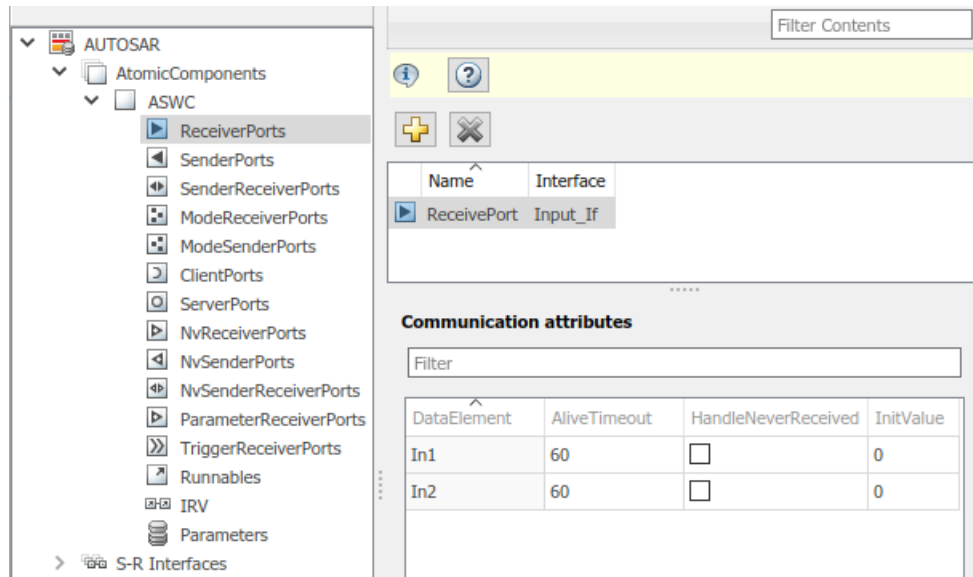 Filter Contents
AUTOSAR
AtomicComponents
ASWC
ReceiverPorts
SenderPorts
SenderReceiverPorts
ModeReceiverPorts
ModeSenderPorts
ClientPorts
ServerPorts
NvReceiverPorts
NvSenderPorts
NvSenderReceiverPorts
ParameterReceiverPorts
TriggerReceiverPorts
Runnables
IRV
Parameters
S-R Interfaces
Name Interface
ReceivePort Input_If
Communication attributes
Filter
DataElement AliveTimeout HandleNeverReceived InitValue
In1 60 0
In2 60 0